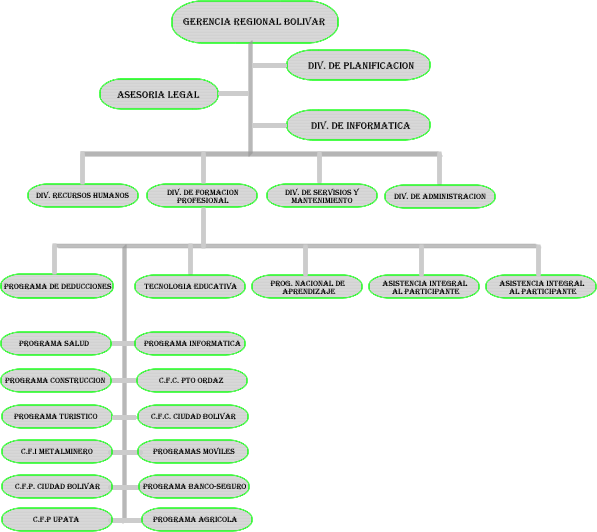 GERENCIA REGIONAL BOLIVAR
DIV. DE PLANIFICACION
ASESORIA LEGAL
DIV. DE INFORMATICA
DIV. RECURSOS HUMANOS
DIV. DE FORMACION
PROFESIONAL
DIV. DE SERVISIOS Y
MANTENIMIENTO
DIV. DE ADMINISTRACION
PROGRAMA DE DEDUCCIONES
TECNOLOGIA EDUCATIVA
PROG. NACIONAL DE
APRENDIZAJE
ASISTENCIA INTEGRAL
AL PARTICIPANTE
ASISTENCIA INTEGRAL
AL PARTICIPANTE
PROGRAMA SALUD
PROGRAMA INFORMATICA
PROGRAMA CONSTRUCCION
C.F.C. PTO ORDAZ
PROGRAMA TURISTICO
C.F.C. CIUDAD BOLIVAR
C.F.I METALMINERO
PROGRAMAS MOVILES
C.F.P. CIUDAD BOLIVAR
PROGRAMA BANCO-SEGURO
C.F.P UPATA
PROGRAMA AGRICOLA